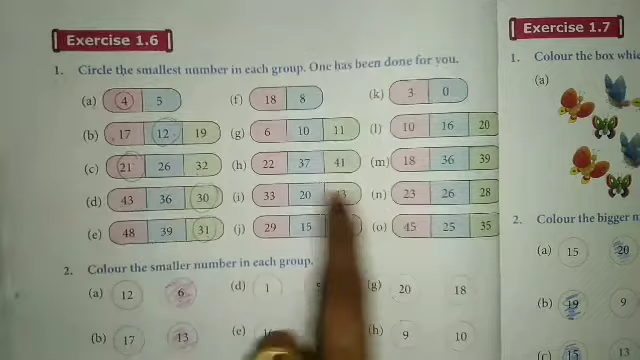 Exercise 1.6
Exercise 1.7
1. Circle the smallest number in each group. One has been done for you.
(a) 4 5
(f) 18 8
(k) 3 0
(b) 17 12 19
(g) 6 10 11
(l) 10 16 20
(c) 21 26 32
(h) 22 37 41
(m) 18 36 39
(d) 43 36 30
(i) 33 20
(n) 23 26 28
(e) 48 39 31
(j) 29 15
(o) 45 25 35
2. Colour the smaller number in each group.
(a) 12 6
(d) 1
(g) 20 18
(b) 17 13
(e)
(h) 9 10
1. Colour the box
(a)
2. Colour the bigger
(a) 15 20
(b) 19 9
(c) 15 13